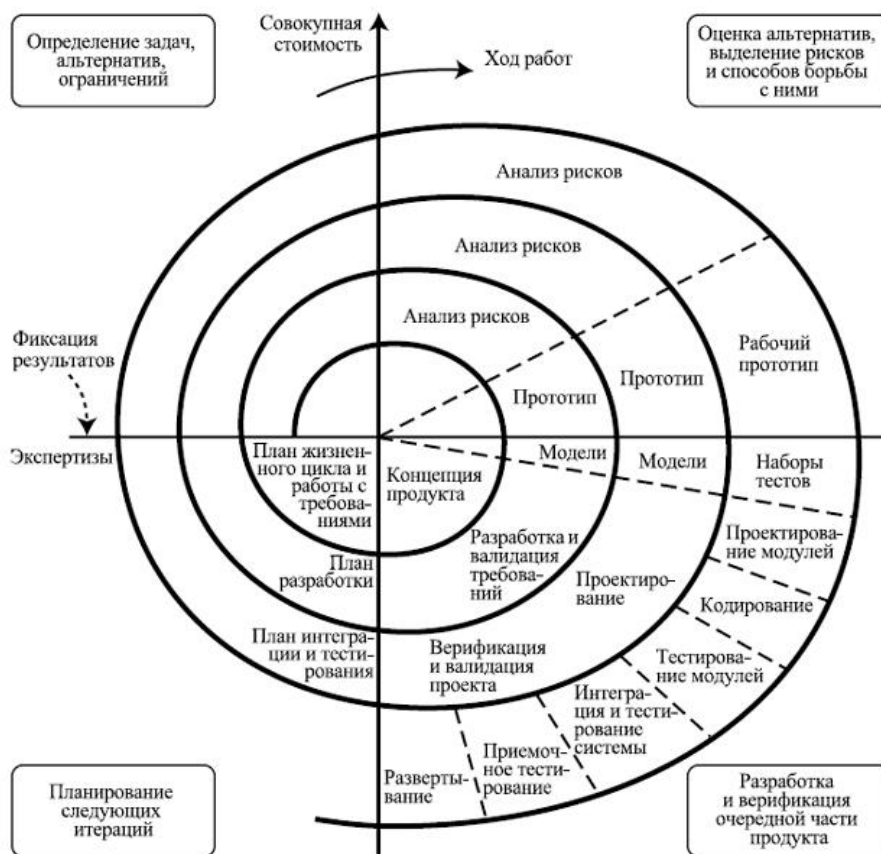 Определение задач,
альтернатив,
ограничений
Совокупная
стоимость
Ход работ
Оценка альтернатив,
выделение рисков
и способов борьбы
с ними
Анализ рисков
Анализ рисков
Анализ рисков
Фиксация
результатов
Экспертизы
Рабочий
прототип
Прототип
Прототип
План жизнен-
ного цикла и
работы с
требова-
ниями
Концепция
продукта
Модели
Модели
Наборы
тестов
План
разработки
Разработка и
валидация
требова-
ний
Проектиро-
вание
Проектирова-
ние модулей
Кодирование
План интегра-
ции и тести-
рования
Верификация
и валидация
проекта
Тестирова-
ние модулей
Интегра-
ция и тести-
рование
системы
Приемоч-
ное тести-
рование
Разверты-
вание
Планирование
следующих
итераций
Разработка
и верификация
очередной части
продукта